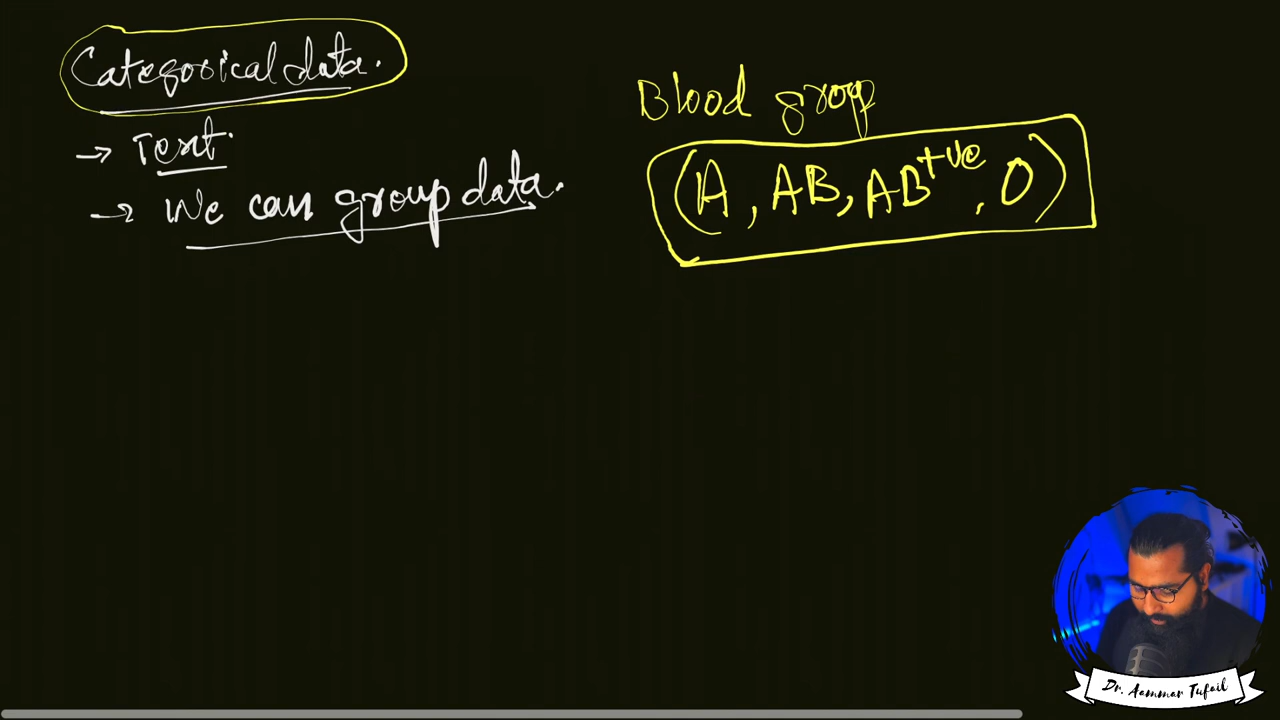 Categorical data.
→ Text.
→ We can group data.
Blood group
(A, AB, AB+ve, O)
Dr. Aammar Tufail